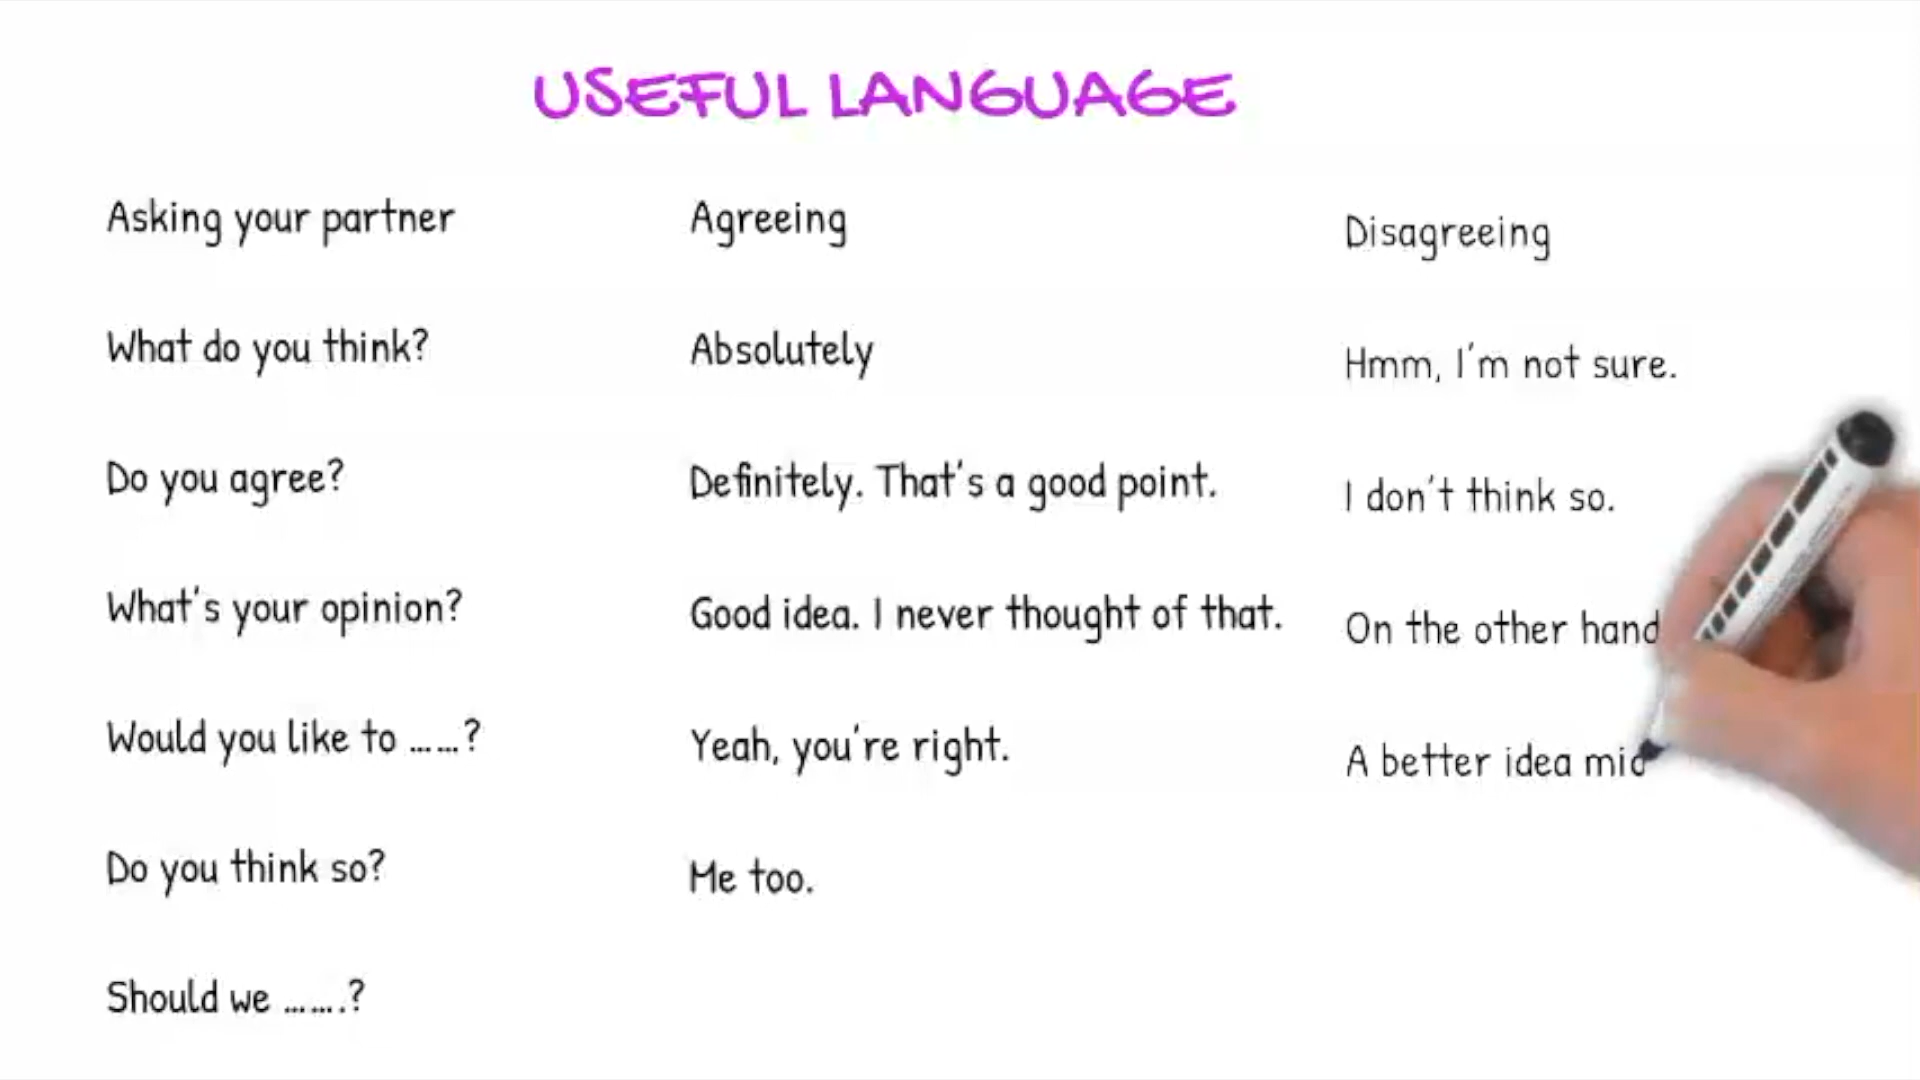 USEFUL LANGUAGE
Asking your partner
What do you think?
Do you agree?
What's your opinion?
Would you like to ......?
Do you think so?
Should we .......?
Agreeing
Absolutely
Definitely. That's a good point.
Good idea. I never thought of that.
Yeah, you're right.
Me too.
Disagreeing
Hmm, I'm not sure.
I don't think so.
On the other hand
A better idea